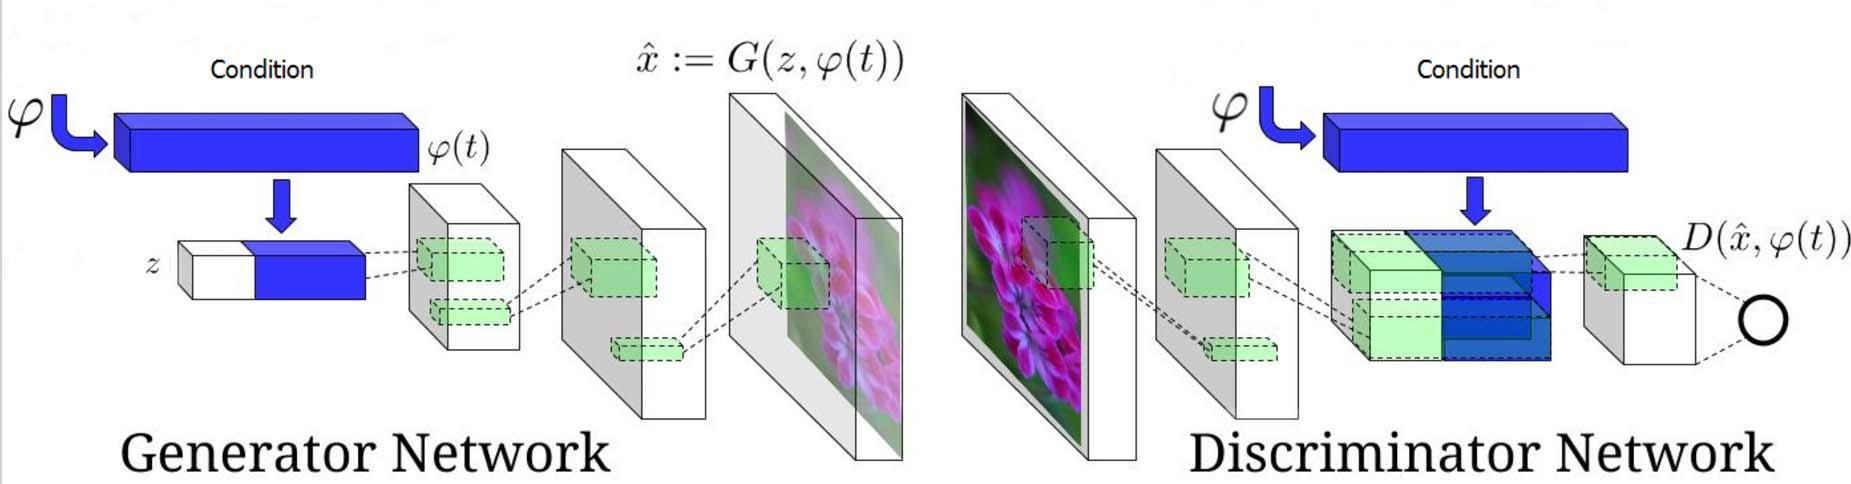 Condition
φ
φ(t)
z
x̂ := G(z, φ(t))
Generator Network
Condition
φ
D(x̂, φ(t))
Discriminator Network